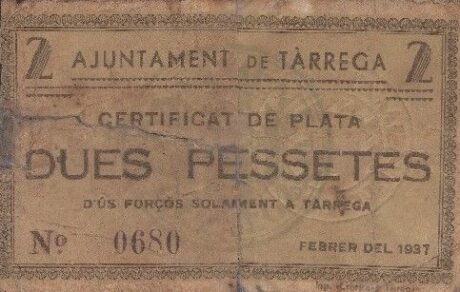 2 AJUNTAMENT DE TÀRREGA 2
CERTIFICAT DE PLATA
DUES PESSETES
D'ÚS FORÇÓS SOLAMENT A TÀRREGA
Nº 0680
FEBRER DEL 1937